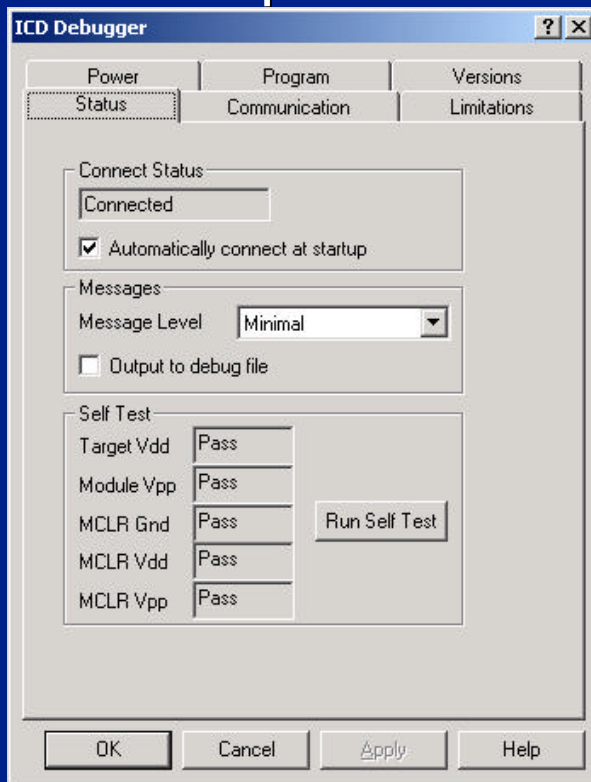 ICD Debugger
Power Program Versions
Status Communication Limitations
Connect Status
Connected
Automatically connect at startup
Messages
Message Level Minimal
Output to debug file
Self Test
Target Vdd Pass
Module Vpp Pass
MCLR Gnd Pass
Run Self Test
MCLR Vdd Pass
MCLR Vpp Pass
OK Cancel Apply Help